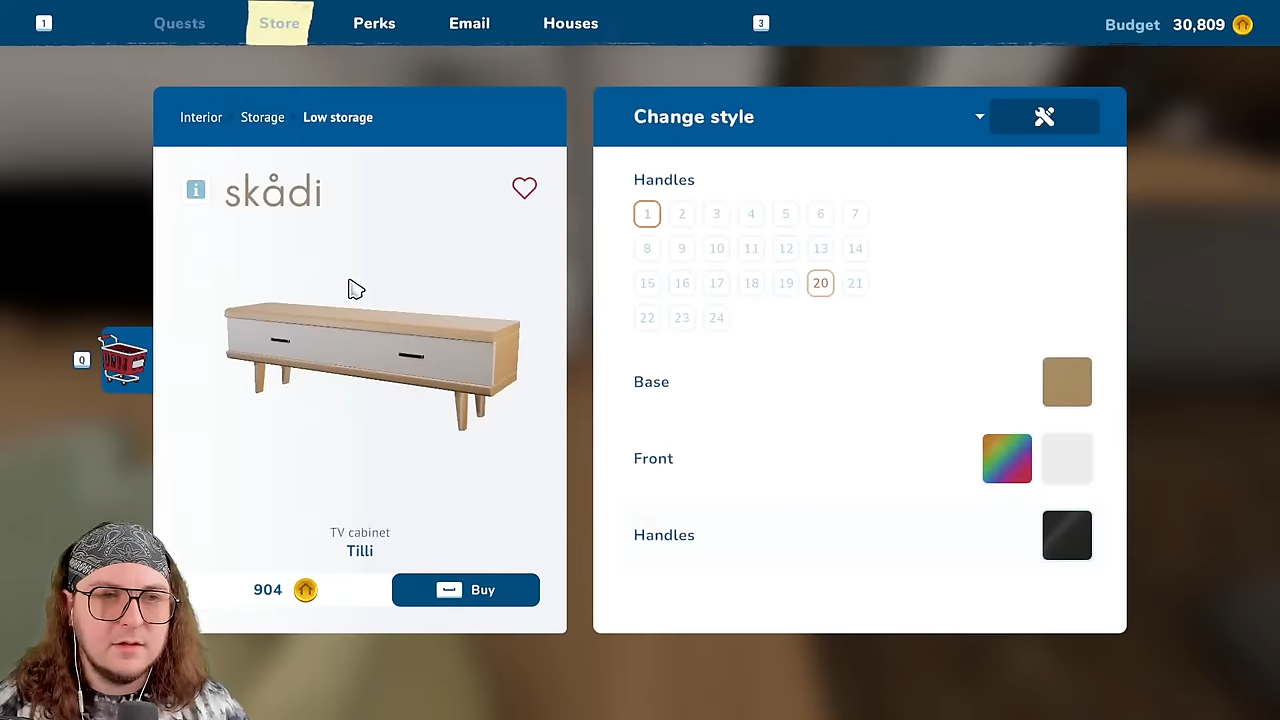 1 Quests Store Perks Email Houses 3 Budget 30,809
Interior Storage Low storage
skådi
Q
TV cabinet
Tilli
904 Buy
Change style
Handles
1 2 3 4 5 6 7
8 9 10 11 12 13 14
15 16 17 18 19 20 21
22 23 24
Base
Front
Handles